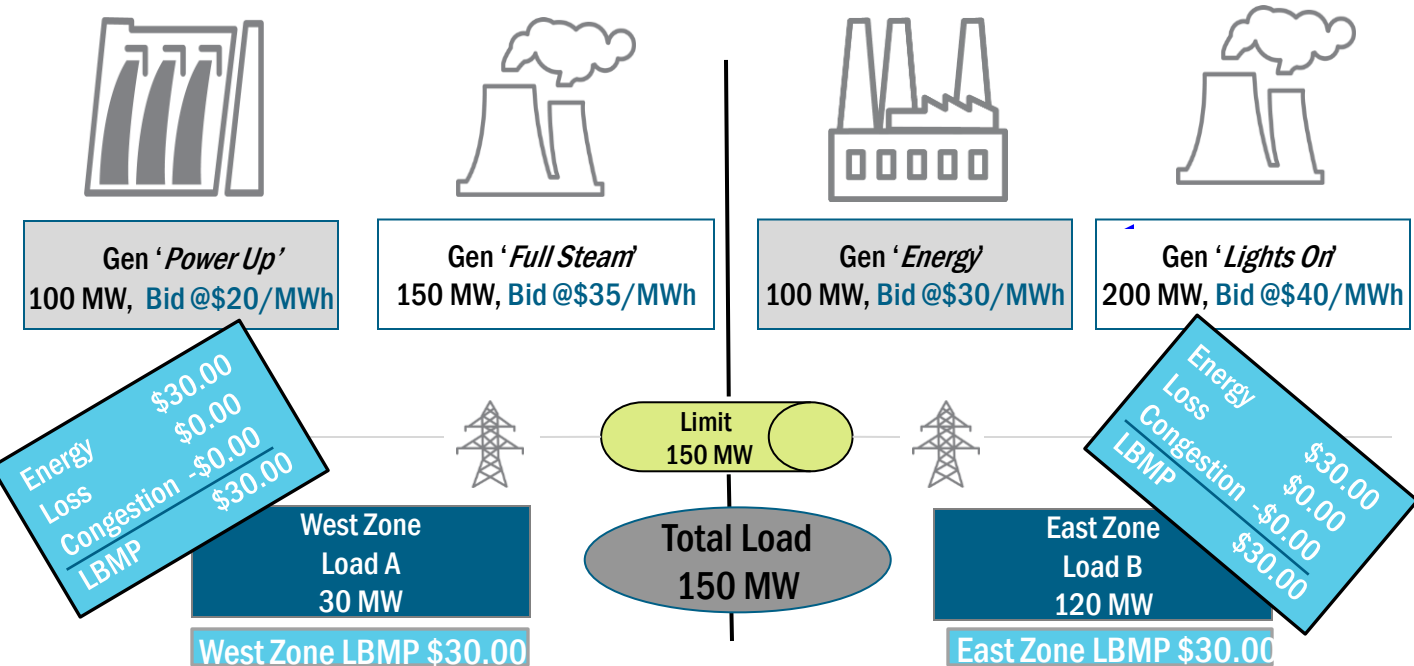 Gen ‘Power Up’
100 MW, Bid @$20/MWh
Gen ‘Full Steam’
150 MW, Bid @$35/MWh
Gen ‘Energy’
100 MW, Bid @$30/MWh
Gen ‘Lights On’
200 MW, Bid @$40/MWh
Energy $30.00
Loss $0.00
Congestion -$0.00
LBMP $30.00
Limit
150 MW
Energy $30.00
Loss $0.00
Congestion -$0.00
LBMP $30.00
West Zone
Load A
30 MW
Total Load
150 MW
East Zone
Load B
120 MW
West Zone LBMP $30.00
East Zone LBMP $30.00